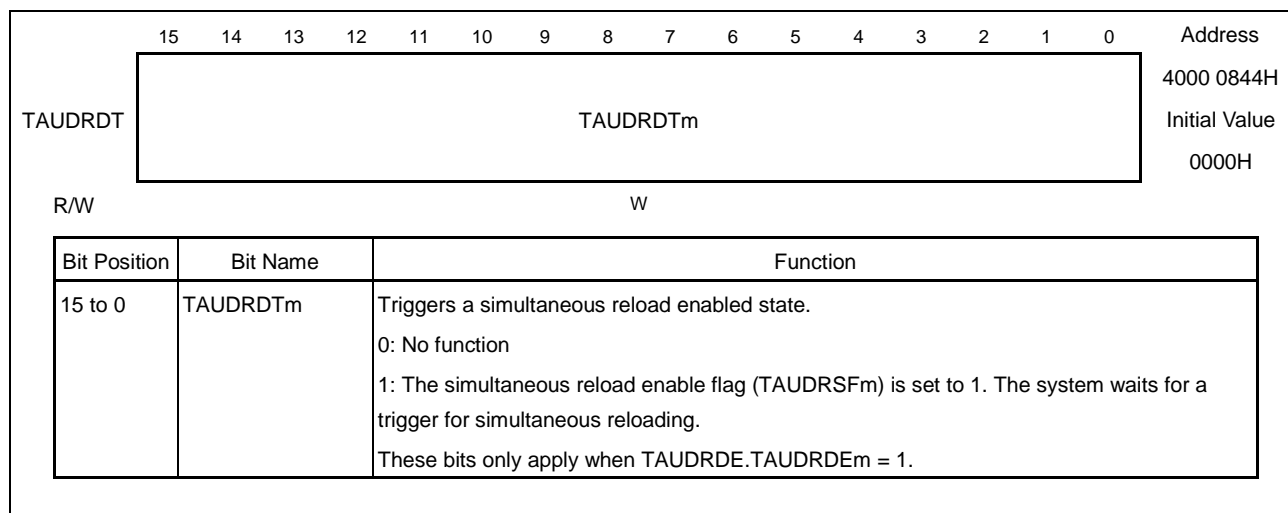 15 14 13 12 11 10 9 8 7 6 5 4 3 2 1 0 Address
4000 0844H
TAUDRDT TAUDRDTm Initial Value
0000H
R/W W
Bit Position Bit Name Function
15 to 0 TAUDRDTm Triggers a simultaneous reload enabled state.
0: No function
1: The simultaneous reload enable flag (TAUDRSFm) is set to 1. The system waits for a
trigger for simultaneous reloading.
These bits only apply when TAUDRDE.TAUDRDEm = 1.